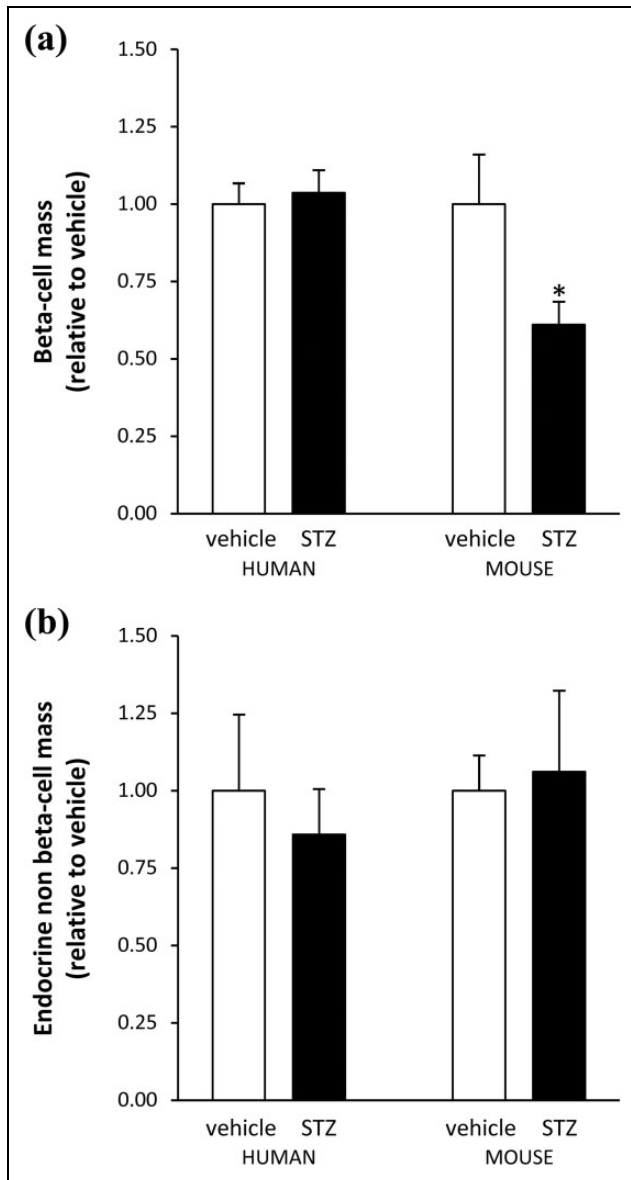 (a)
Beta-cell mass
(relative to vehicle)
1.50
1.25
1.00
0.75
0.50
0.25
0.00
*
vehicle STZ vehicle STZ
HUMAN MOUSE
(b)
Endocrine non beta-cell mass
(relative to vehicle)
1.50
1.25
1.00
0.75
0.50
0.25
0.00
vehicle STZ vehicle STZ
HUMAN MOUSE